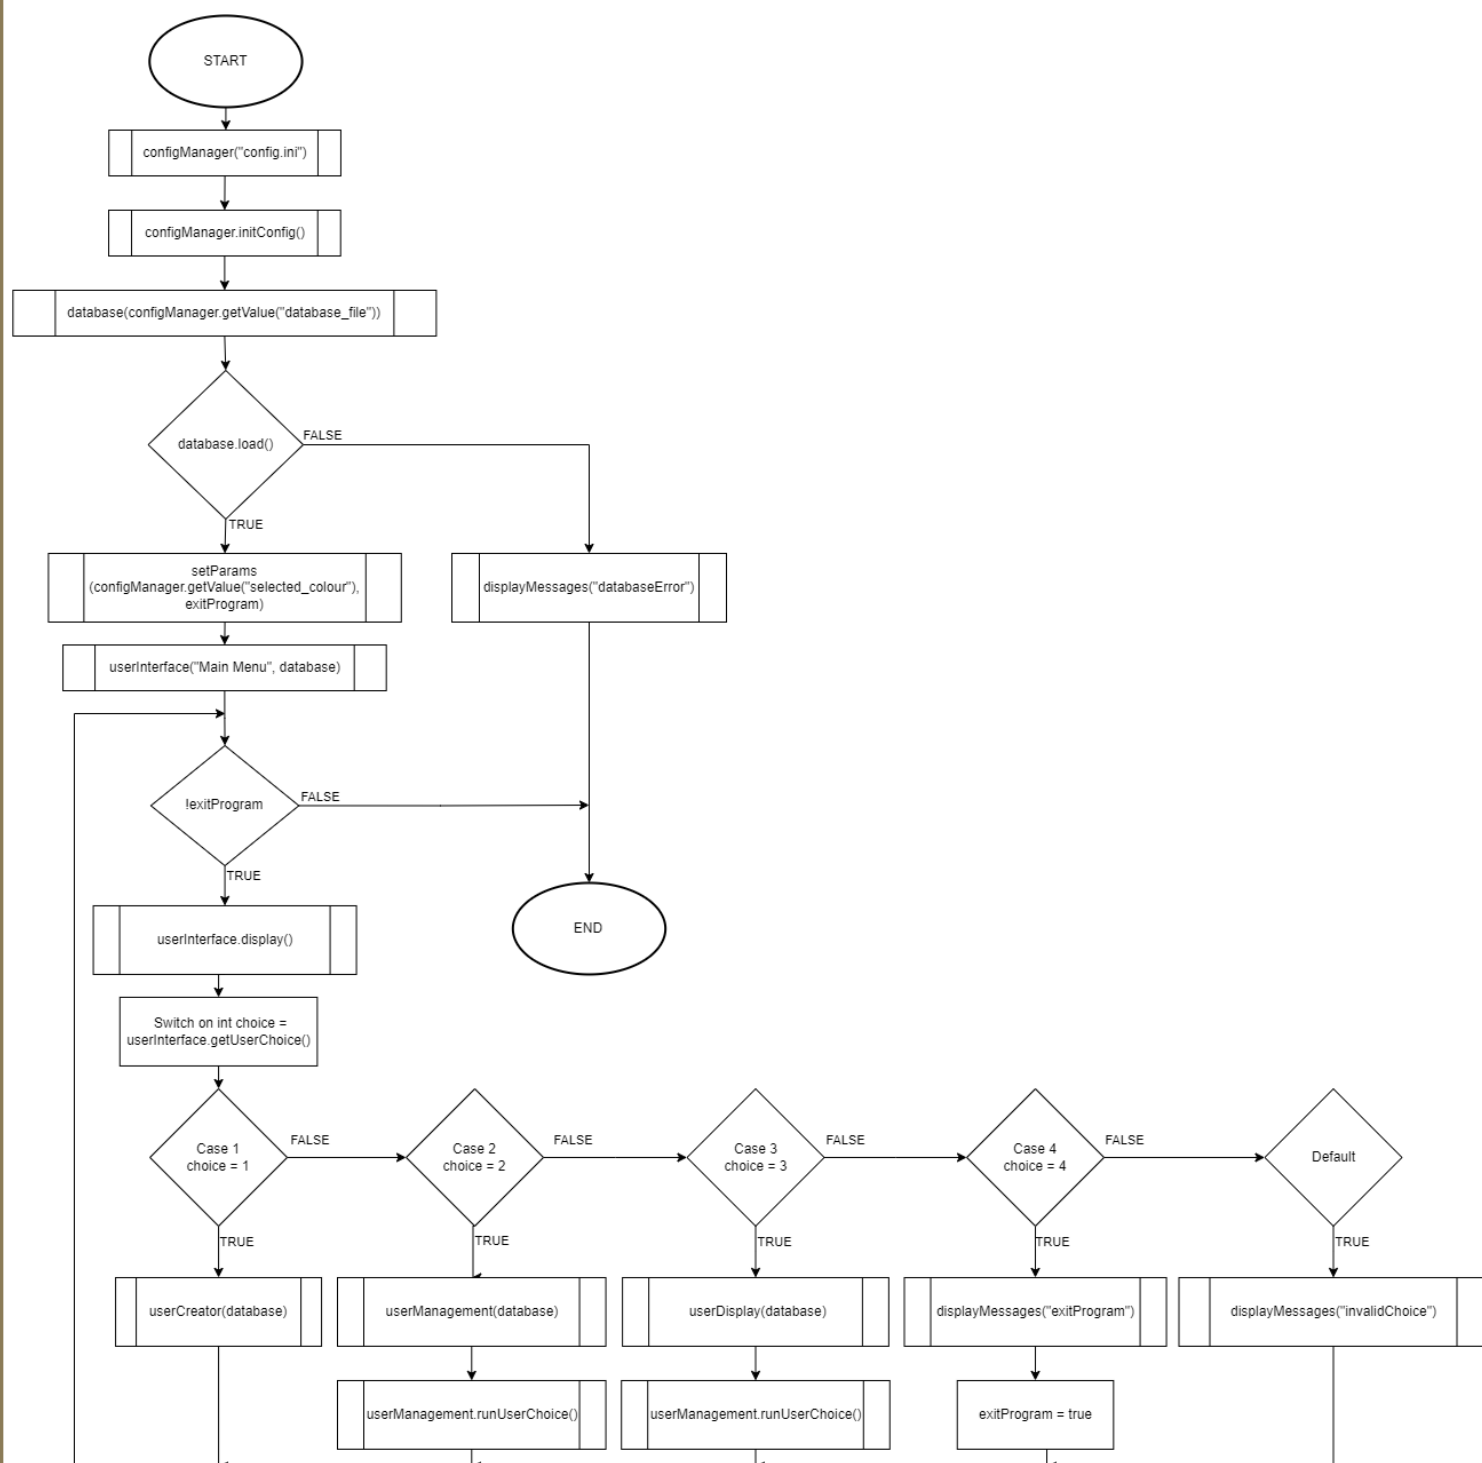 START
configManager("config.ini")
configManager.initConfig()
database(configManager.getValue("database_file"))
database.load()
FALSE
TRUE
setParams
(configManager.getValue("selected_colour"),
exitProgram)
displayMessages("databaseError")
userInterface("Main Menu", database)
!exitProgram
FALSE
TRUE
userInterface.display()
END
Switch on int choice =
userInterface.getUserChoice()
Case 1
choice = 1
FALSE
Case 2
choice = 2
FALSE
Case 3
choice = 3
FALSE
Case 4
choice = 4
FALSE
Default
TRUE
TRUE
TRUE
TRUE
TRUE
userCreator(database)
userManagement(database)
userDisplay(database)
displayMessages("exitProgram")
displayMessages("invalidChoice")
userManagement.runUserChoice()
userManagement.runUserChoice()
exitProgram = true